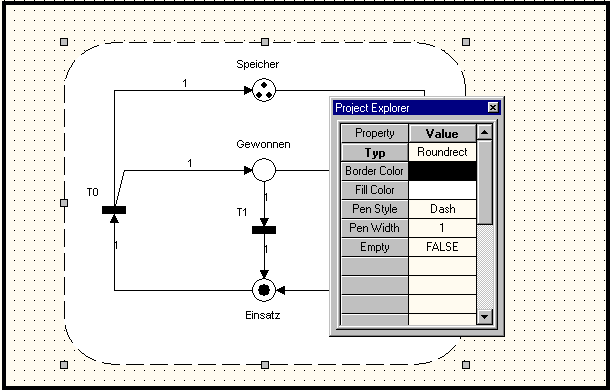 Speicher
1
Gewonnen
1
T0
T1
1
1
1
Einsatz
Project Explorer
Property Value
Typ Roundrect
Border Color
Fill Color
Pen Style Dash
Pen Width 1
Empty FALSE